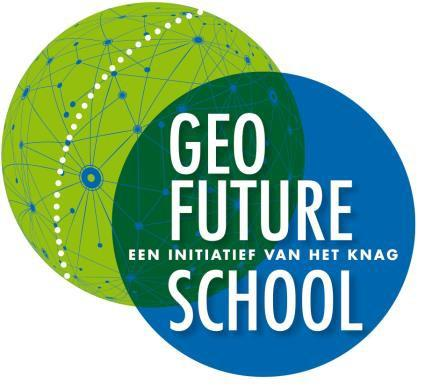 GEO
FUTURE
EEN INITIATIEF VAN HET KNAG
SCHOOL